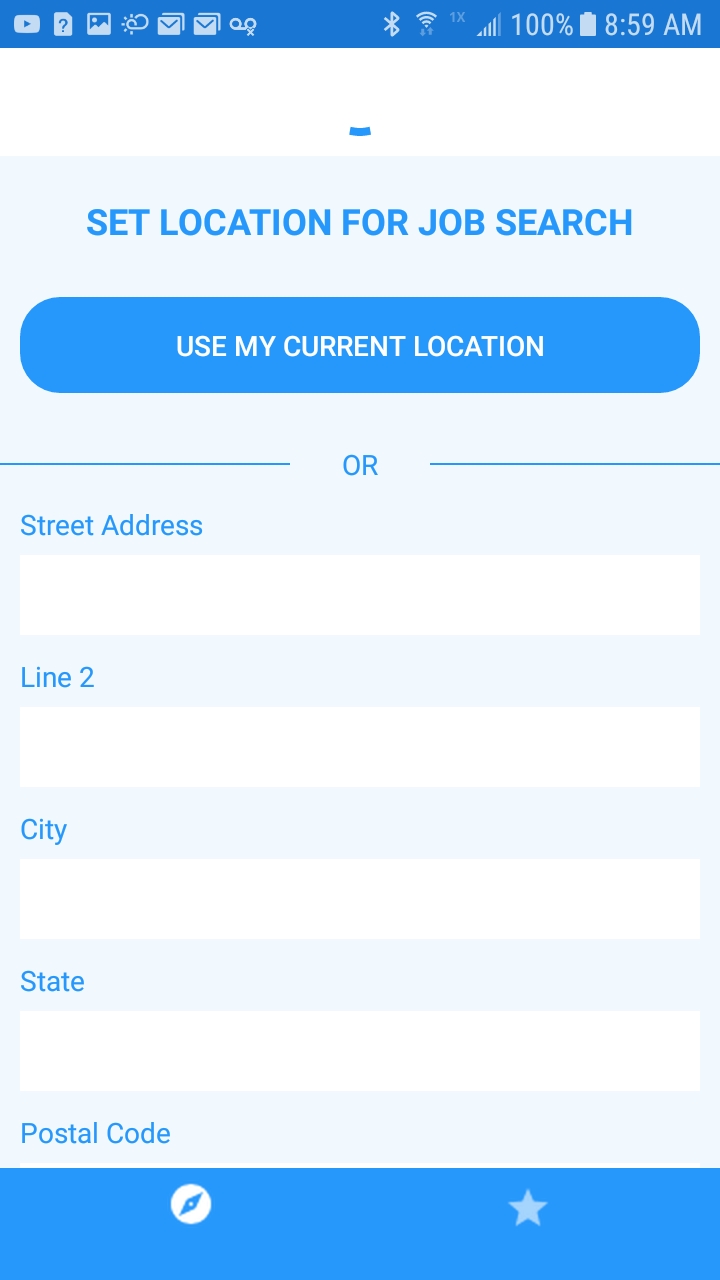 1X 100% 8:59 AM
SET LOCATION FOR JOB SEARCH
USE MY CURRENT LOCATION
OR
Street Address
Line 2
City
State
Postal Code